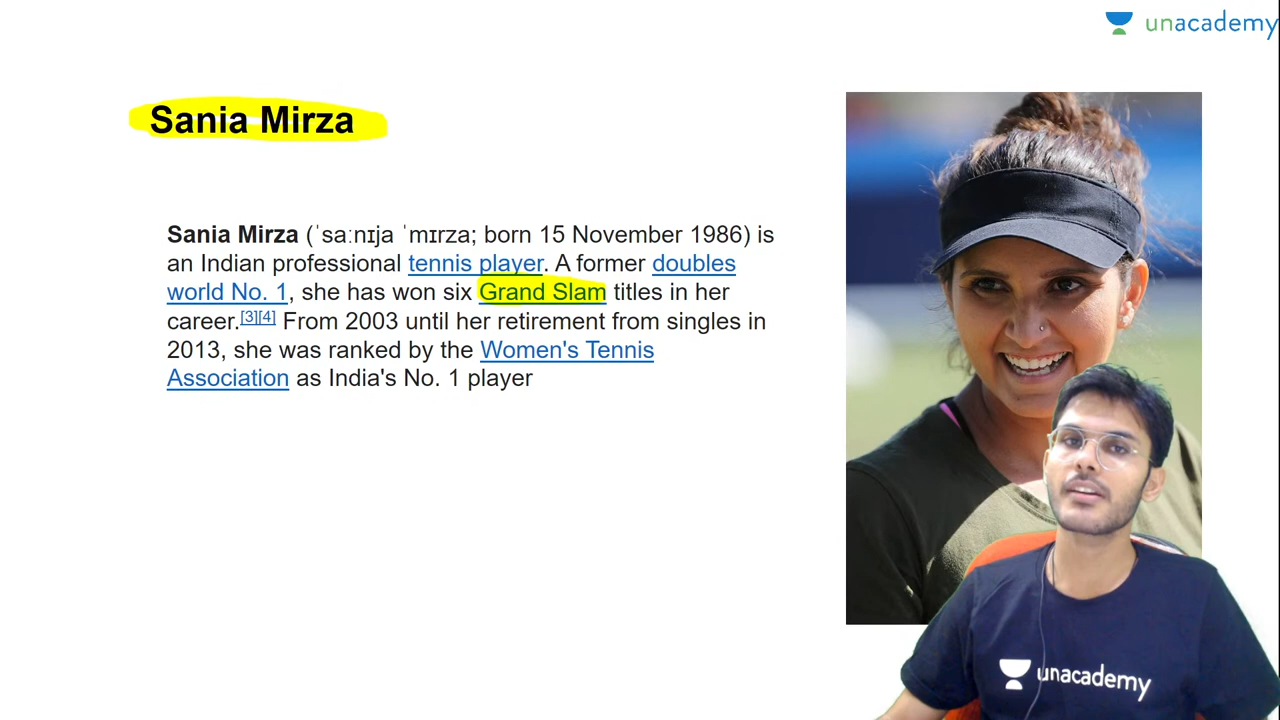 unacademy
Sania Mirza
Sania Mirza (ˈsaːnɪja ˈmɪrza; born 15 November 1986) is
an Indian professional tennis player. A former doubles
world No. 1, she has won six Grand Slam titles in her
career.[3][4] From 2003 until her retirement from singles in
2013, she was ranked by the Women's Tennis
Association as India's No. 1 player
unacademy